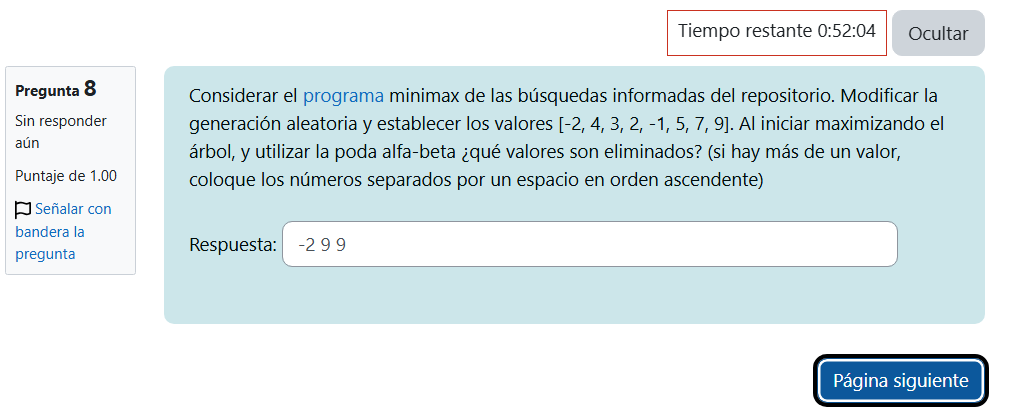 Tiempo restante 0:52:04
Ocultar
Pregunta 8
Sin responder
aún
Puntaje de 1.00
Señalar con
bandera la
pregunta
Considerar el programa minimax de las búsquedas informadas del repositorio. Modificar la
generación aleatoria y establecer los valores [-2, 4, 3, 2, -1, 5, 7, 9]. Al iniciar maximizando el
árbol, y utilizar la poda alfa-beta ¿qué valores son eliminados? (si hay más de un valor,
coloque los números separados por un espacio en orden ascendente)
Respuesta: -2 9 9
Página siguiente